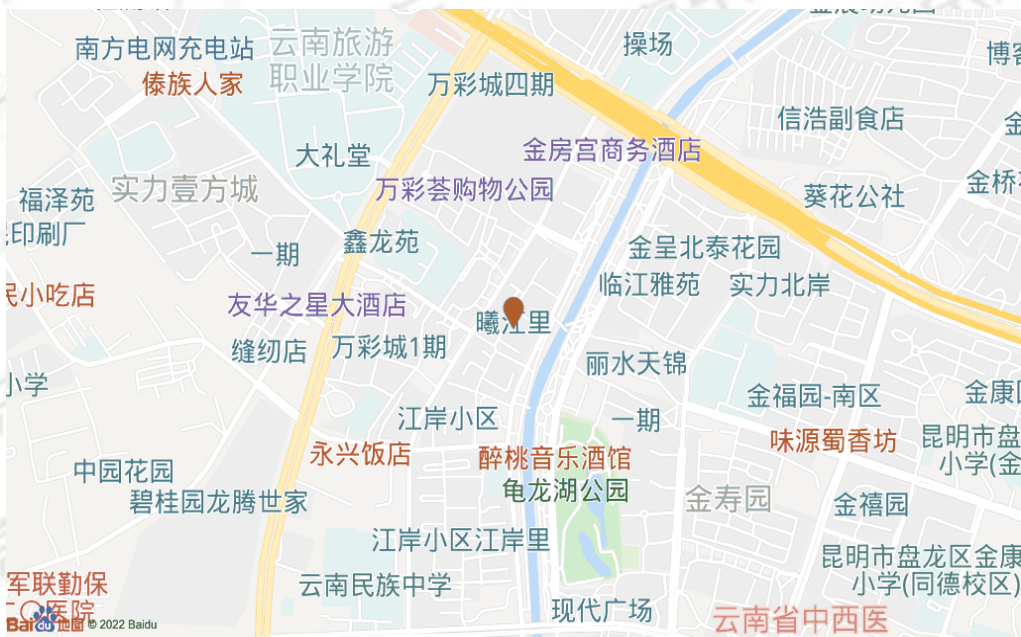 南方电网充电站
云南旅游
职业学院
操场
傣族人家
万彩城四期
信浩副食店
金房宫商务酒店
大礼堂
万彩荟购物公园
实力壹方城
福泽苑
葵花公社
印刷厂
鑫龙苑
一期
金呈北泰花园
民小吃店
友华之星大酒店
临江雅苑
实力北岸
曦江里
缝纫店
万彩城1期
丽水天锦
小学
金福园-南区
金康
江岸小区
一期
永兴饭店
醉桃音乐酒馆
味源蜀香坊
昆明市盘
小学(金
中园花园
碧桂园龙腾世家
龟龙湖公园
金寿园
金禧园
江岸小区江岸里
昆明市盘龙区金康
小学(同德校区)
云南民族中学
军联勤保
医院
现代广场
云南省中西医
Bai du 地图 © 2022 Baidu